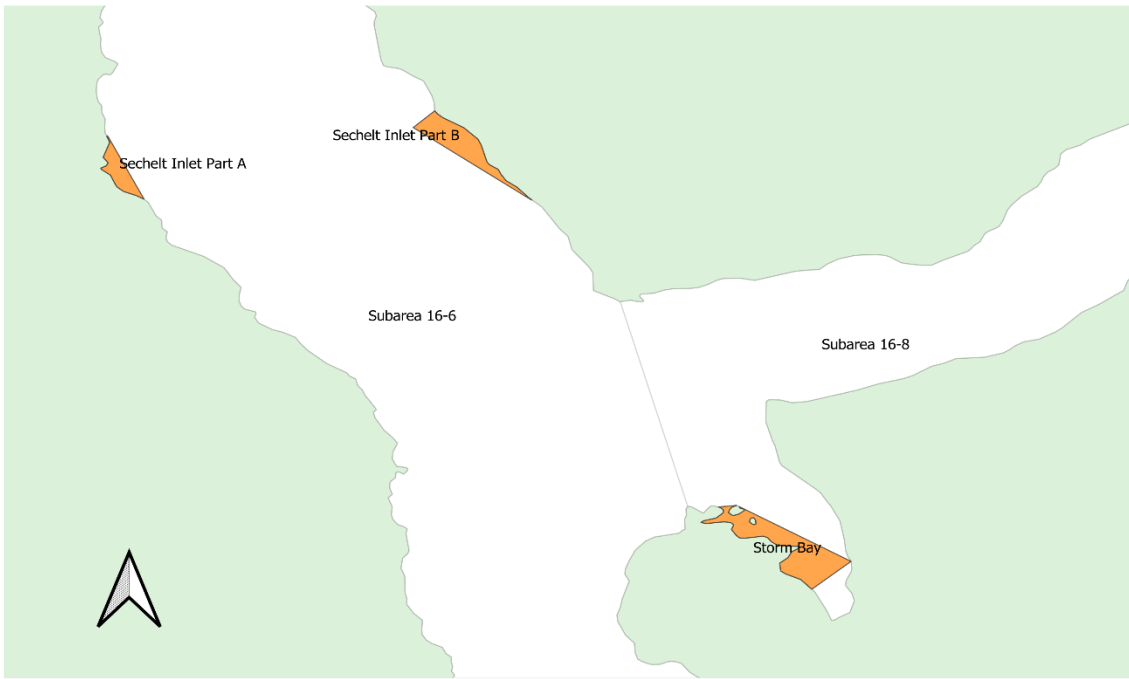 Sechelt Inlet Part B
Sechelt Inlet Part A
Subarea 16-6
Subarea 16-8
Storm Bay